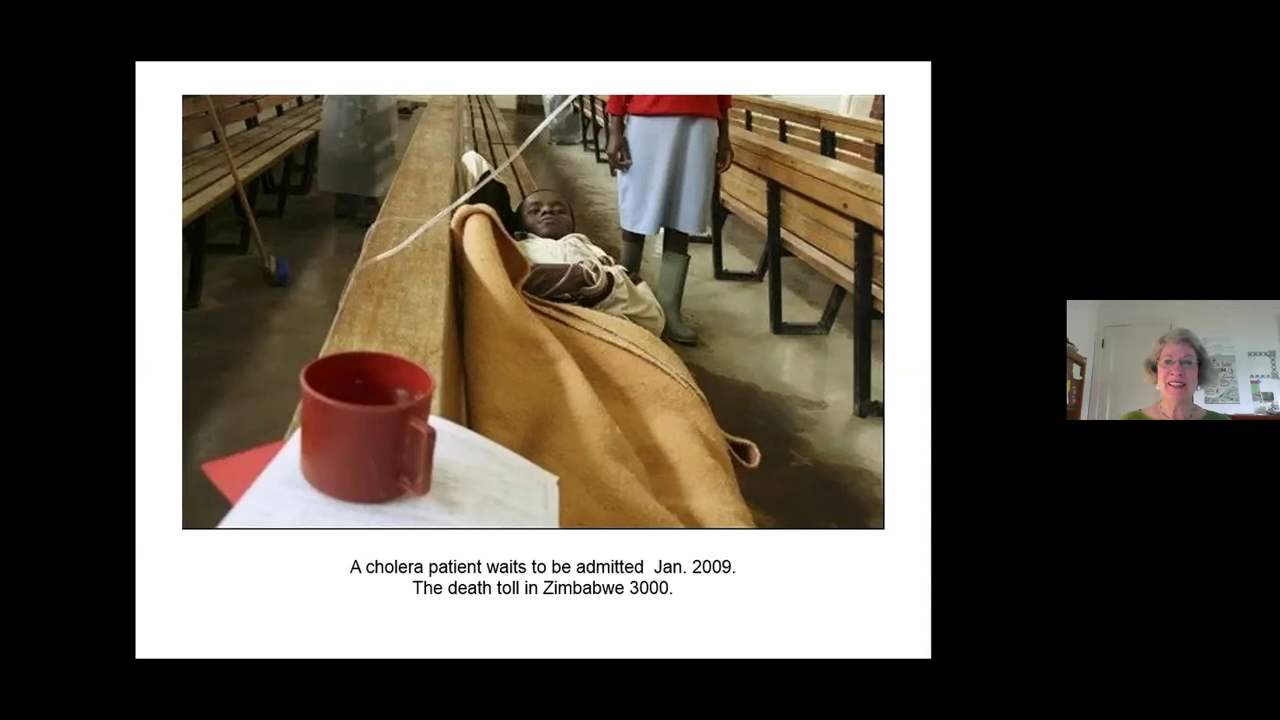 A cholera patient waits to be admitted  Jan. 2009.
The death toll in Zimbabwe 3000.